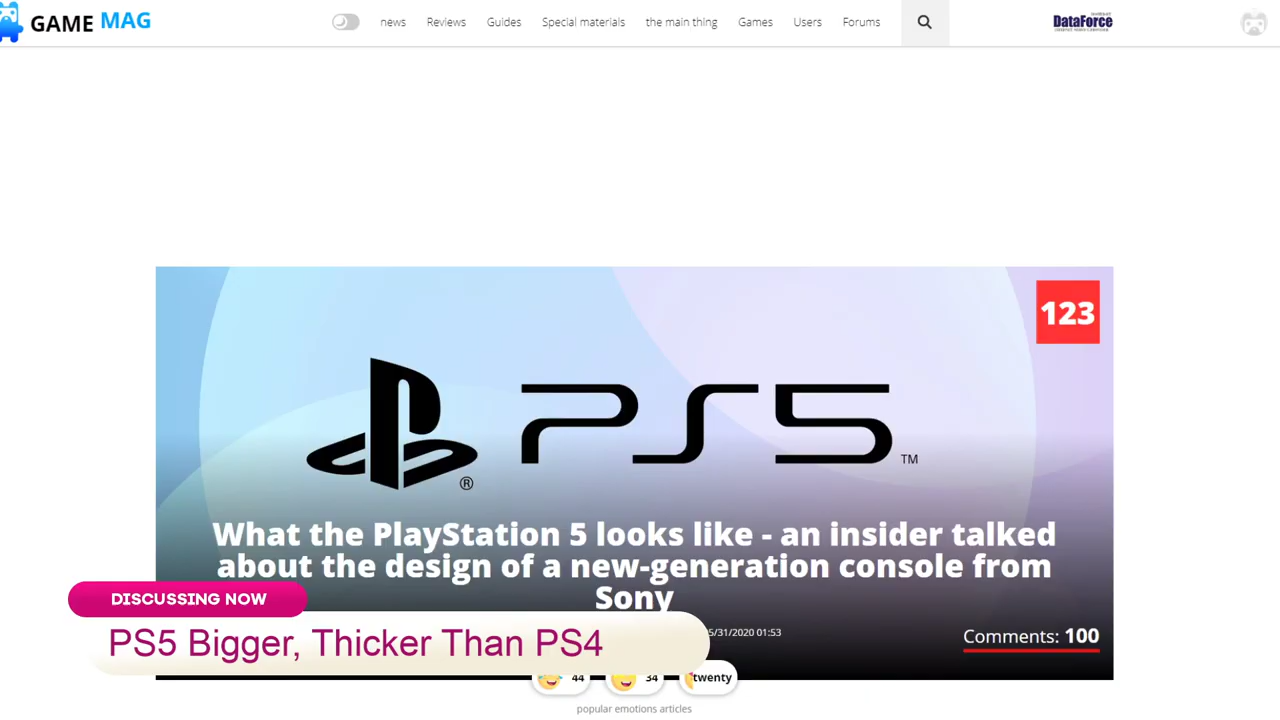 GAME MAG
news Reviews Guides Special materials the main thing Games Users Forums
DataForce
123
PS5
TM
®
What the PlayStation 5 looks like - an insider talked
about the design of a new-generation console from
Sony
DISCUSSING NOW
PS5 Bigger, Thicker Than PS4
5/31/2020 01:53
Comments: 100
44 34 twenty
popular emotions articles